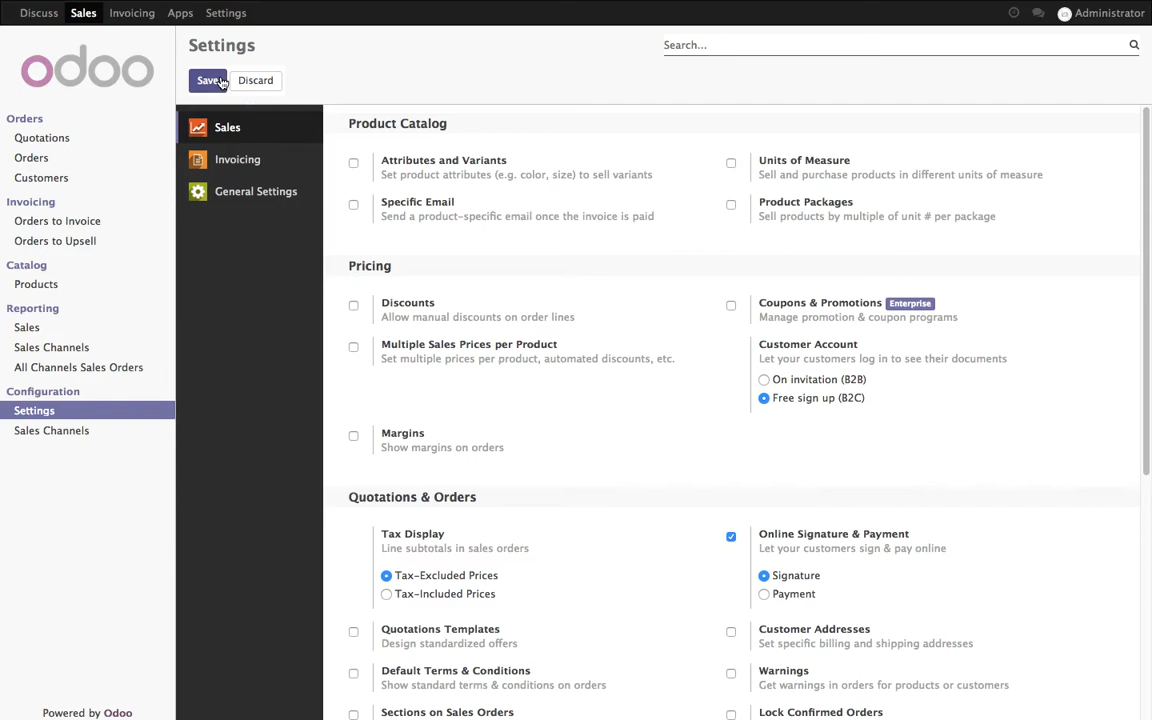 Discuss Sales Invoicing Apps Settings Administrator
odoo
Settings
Search...
Save Discard
Orders
Quotations
Orders
Customers
Invoicing
Orders to Invoice
Orders to Upsell
Catalog
Products
Reporting
Sales
Sales Channels
All Channels Sales Orders
Configuration
Settings
Sales Channels
Powered by Odoo
Sales
Invoicing
General Settings
Product Catalog
Attributes and Variants
Set product attributes (e.g. color, size) to sell variants
Units of Measure
Sell and purchase products in different units of measure
Specific Email
Send a product-specific email once the invoice is paid
Product Packages
Sell products by multiple of unit # per package
Pricing
Discounts
Allow manual discounts on order lines
Coupons & Promotions Enterprise
Manage promotion & coupon programs
Multiple Sales Prices per Product
Set multiple prices per product, automated discounts, etc.
Customer Account
Let your customers log in to see their documents
On invitation (B2B)
Free sign up (B2C)
Margins
Show margins on orders
Quotations & Orders
Tax Display
Line subtotals in sales orders
Tax-Excluded Prices
Tax-Included Prices
Online Signature & Payment
Let your customers sign & pay online
Signature
Payment
Quotations Templates
Design standardized offers
Customer Addresses
Set specific billing and shipping addresses
Default Terms & Conditions
Show standard terms & conditions on orders
Warnings
Get warnings in orders for products or customers
Sections on Sales Orders
Lock Confirmed Orders